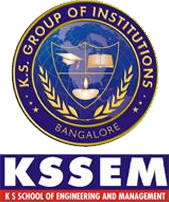 K.S. GROUP OF INSTITUTIONS
BANGALORE
KSSEM
K S SCHOOL OF ENGINEERING AND MANAGEMENT